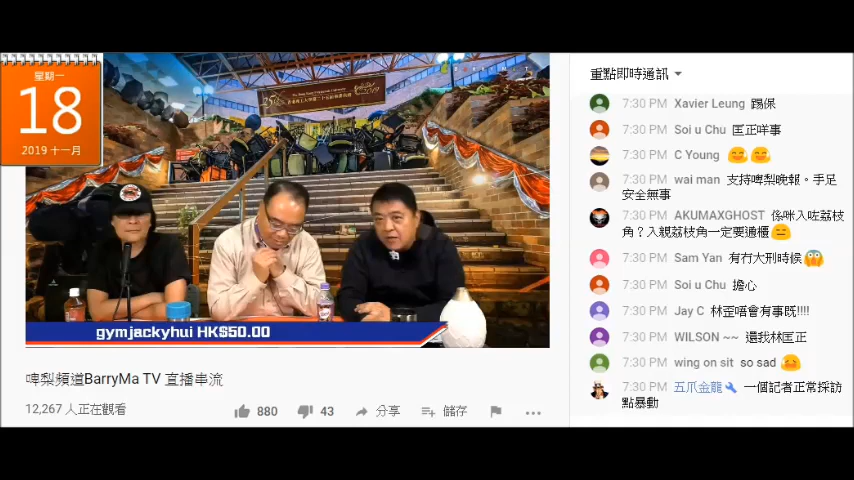 星期一
18
2019 十一月
gymjackyhui HK$50.00
啤梨頻道BarryMa TV 直播串流
12,267 人正在觀看
880
43
分享
儲存
重點即時通訊
7:30 PM Xavier Leung 踢保
7:30 PM Soi u Chu 匡正咩事
7:30 PM C Young 😊😊
7:30 PM wai man 支持啤梨晚報。手足
安全無事
7:30 PM AKUMAXGHOST 係咪入咗荔枝
角？入親荔枝角一定要通櫃😑
7:30 PM Sam Yan 有冇大刑時候😱
7:30 PM Soi u Chu 擔心
7:30 PM Jay C 林歪唔會有事既!!!!
7:30 PM WILSON ~~ 還我林匡正
7:30 PM wing on sit so sad 🤗
7:30 PM 五爪金龍 一個記者正常採訪
點暴動